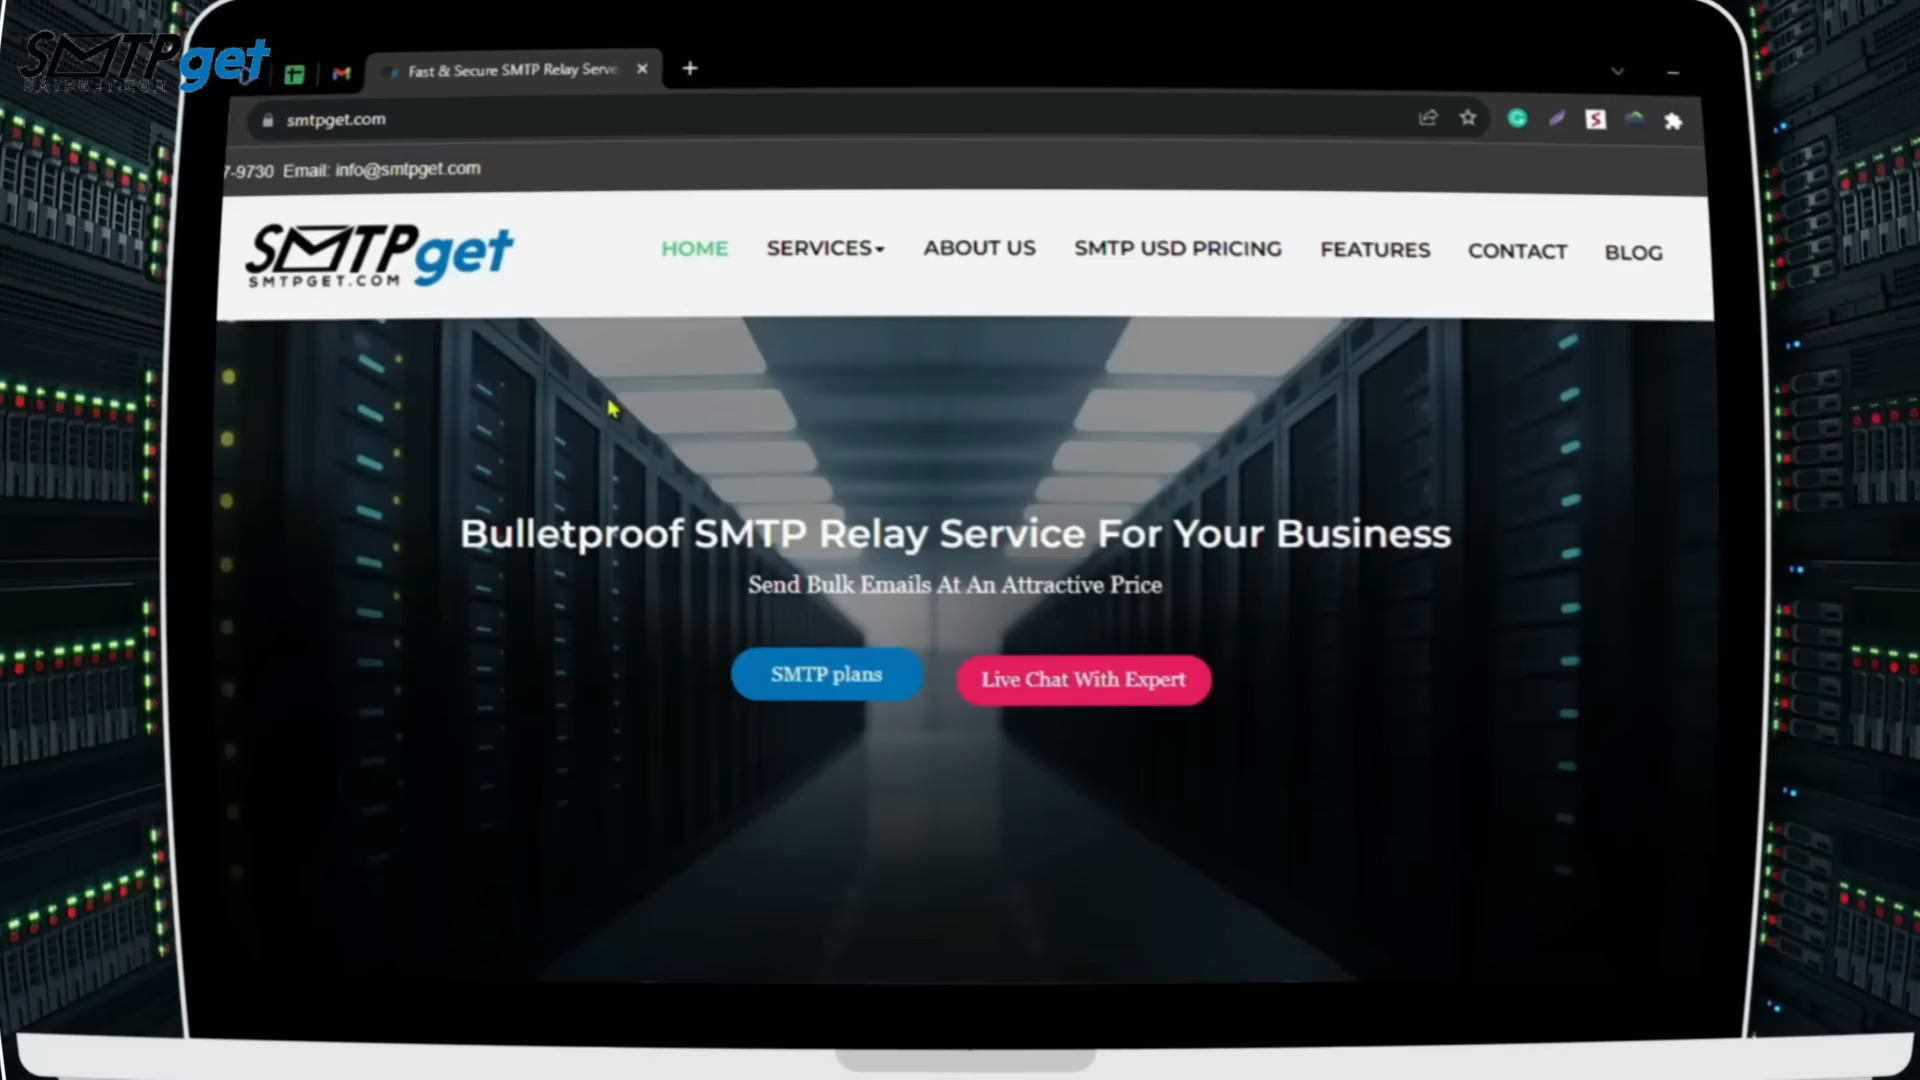 SMTPget
SMTPGET.COM
Fast & Secure SMTP Relay Serve
smtpget.com
7-9730 Email: info@smtpget.com
SMTPget
SMTPGET.COM
HOME SERVICES ABOUT US SMTP USD PRICING FEATURES CONTACT BLOG
Bulletproof SMTP Relay Service For Your Business
Send Bulk Emails At An Attractive Price
SMTP plans
Live Chat With Expert